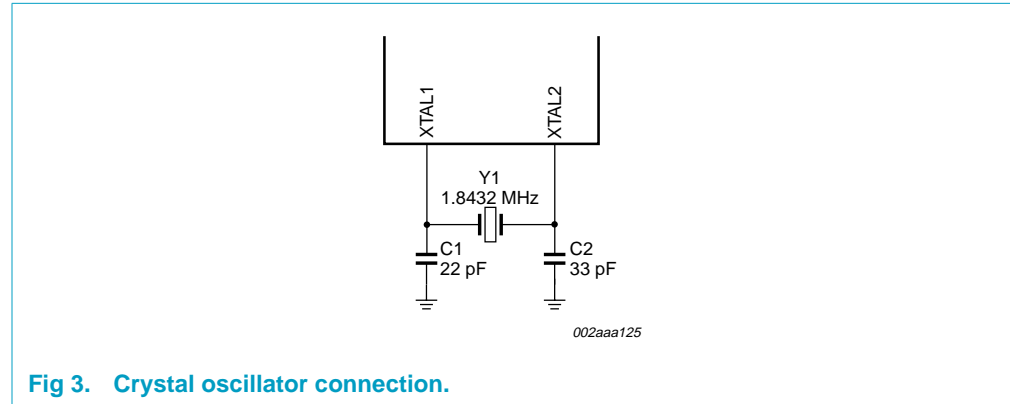 XTAL1
XTAL2
Y1
1.8432 MHz
C1
22 pF
C2
33 pF
002aaa125
Fig 3. Crystal oscillator connection.